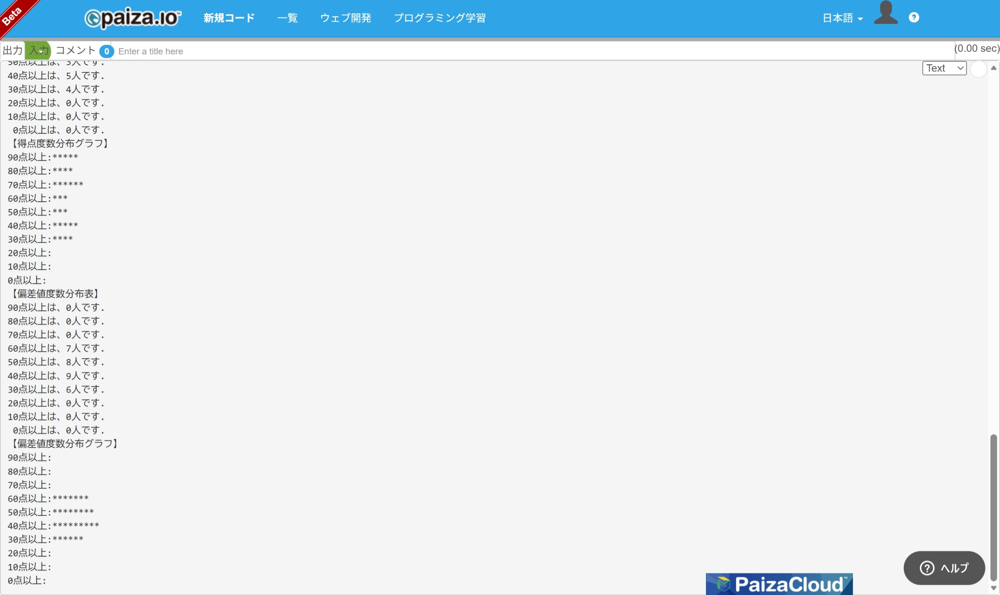 Beta
paiza.io™ 新規コード 一覧 ウェブ開発 プログラミング学習 日本語 ?
出力 入力 コメント 0 Enter a title here (0.00 sec)
Text
50点以上は、3人です.
40点以上は、5人です.
30点以上は、4人です.
20点以上は、0人です.
10点以上は、0人です.
 0点以上は、0人です.
【得点度数分布グラフ】
90点以上:*****
80点以上:****
70点以上:******
60点以上:***
50点以上:***
40点以上:*****
30点以上:****
20点以上:
10点以上:
0点以上:
【偏差値度数分布表】
90点以上は、0人です.
80点以上は、0人です.
70点以上は、0人です.
60点以上は、7人です.
50点以上は、8人です.
40点以上は、9人です.
30点以上は、6人です.
20点以上は、0人です.
10点以上は、0人です.
 0点以上は、0人です.
【偏差値度数分布グラフ】
90点以上:
80点以上:
70点以上:
60点以上:*******
50点以上:********
40点以上:*********
30点以上:******
20点以上:
10点以上:
0点以上:
? ヘルプ
PaizaCloud™